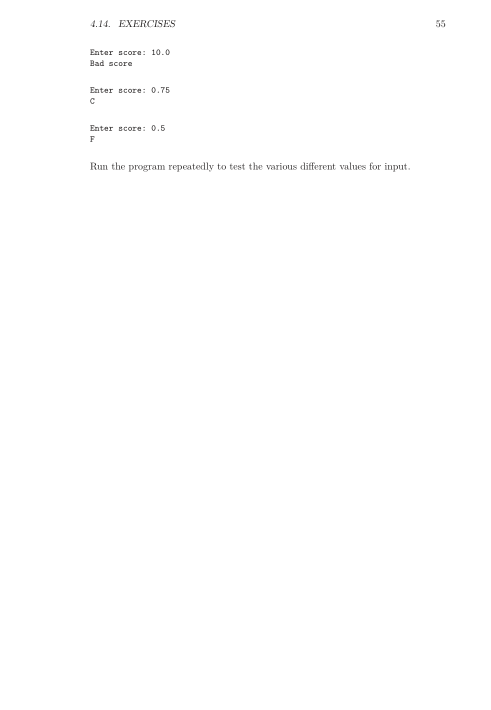 4.14. EXERCISES 55
Enter score: 10.0
Bad score
Enter score: 0.75
C
Enter score: 0.5
F
Run the program repeatedly to test the various different values for input.